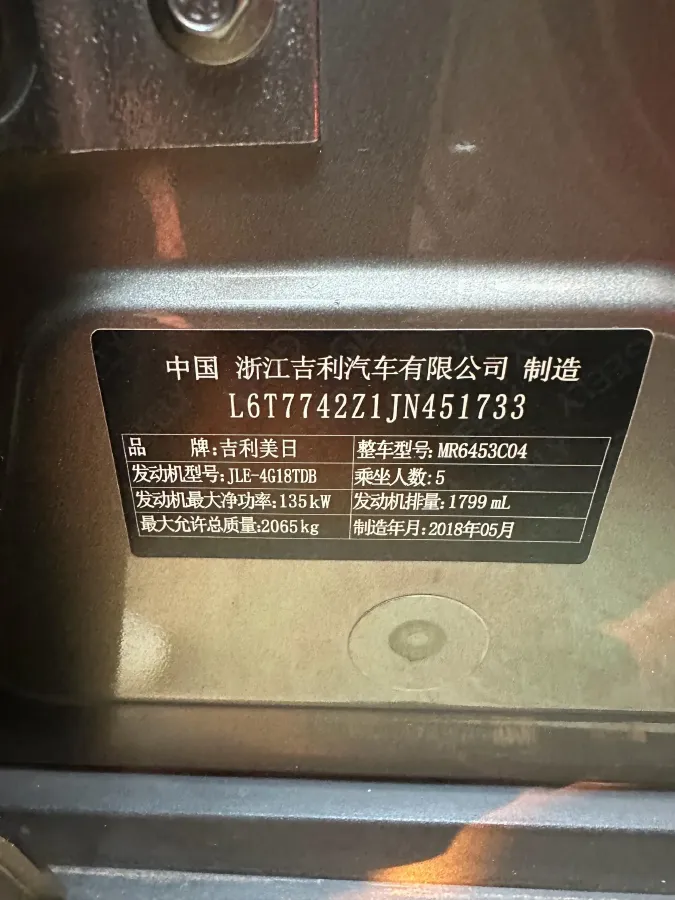 中国 浙江吉利汽车有限公司 制造
L6T7742Z1JN451733
品 牌:吉利美日 整车型号:MR6453C04
发动机型号:JLE-4G18TDB 乘坐人数:5
发动机最大净功率:135kW 发动机排量:1799mL
最大允许总质量:2065kg 制造年月:2018年05月